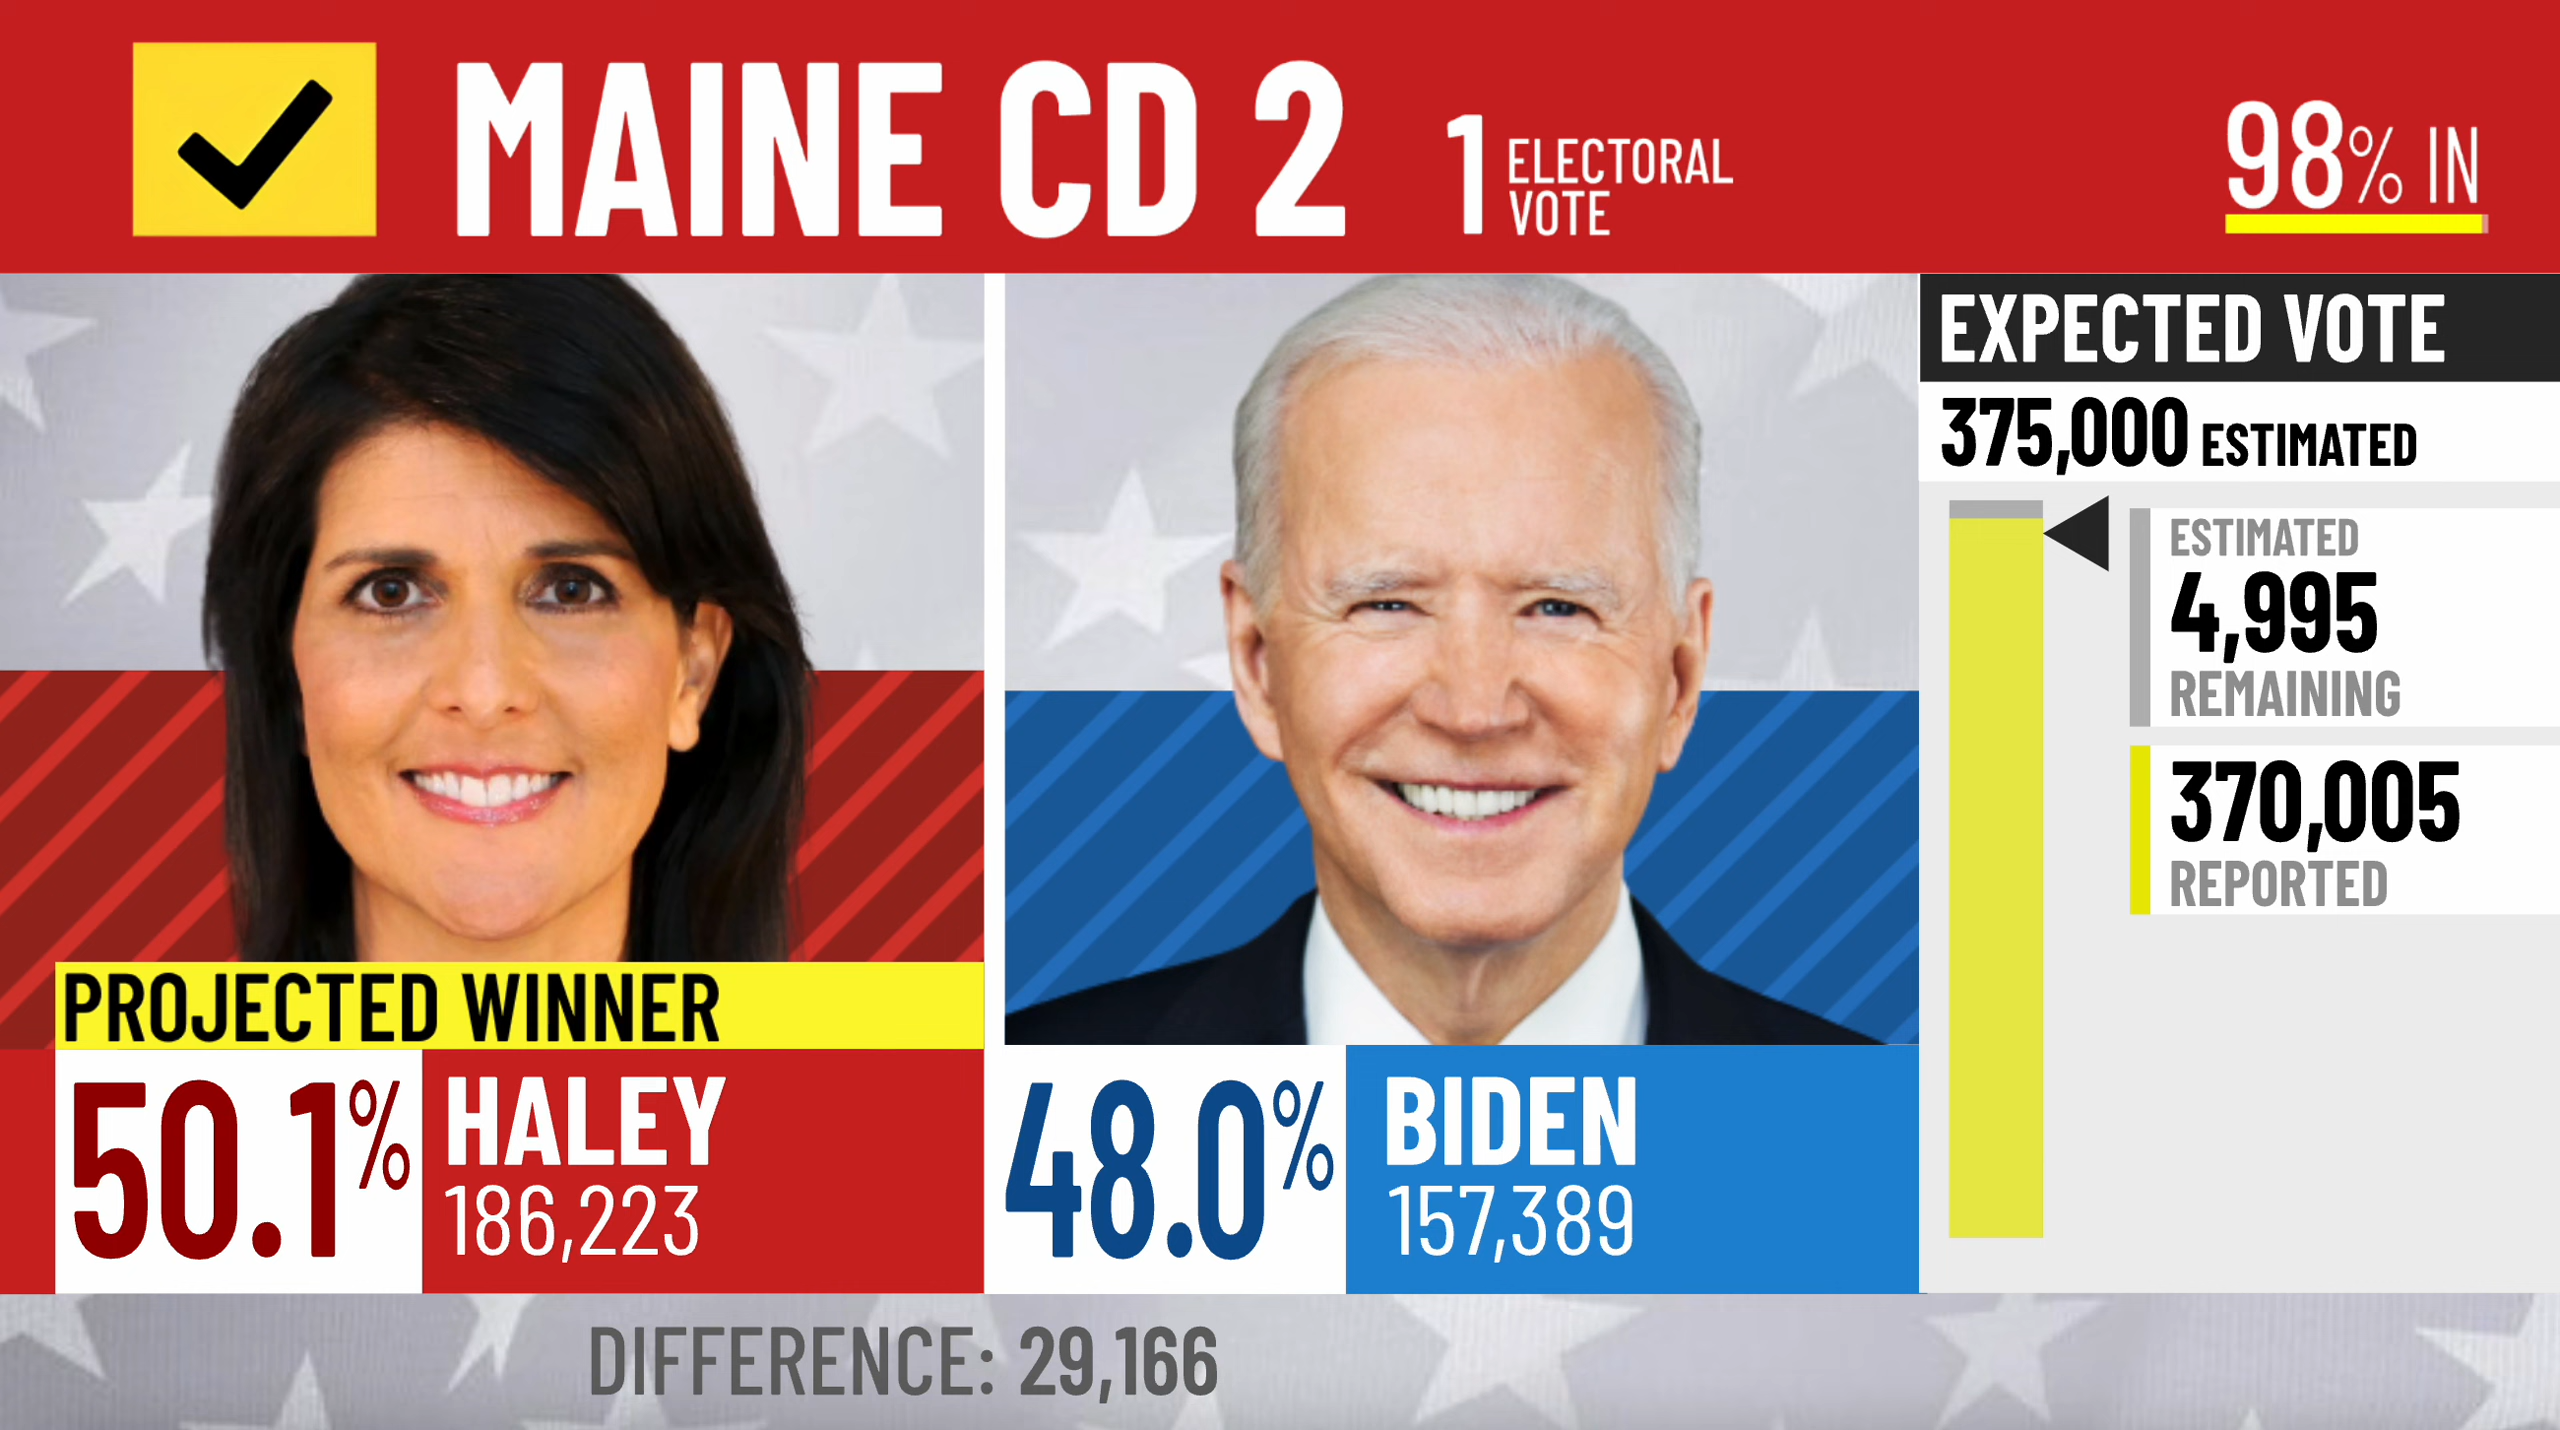 MAINE CD 2
1 ELECTORAL
VOTE
98% IN
EXPECTED VOTE
375,000 ESTIMATED
ESTIMATED
4,995
REMAINING
370,005
REPORTED
PROJECTED WINNER
50.1%
HALEY
186,223
48.0%
BIDEN
157,389
DIFFERENCE: 29,166